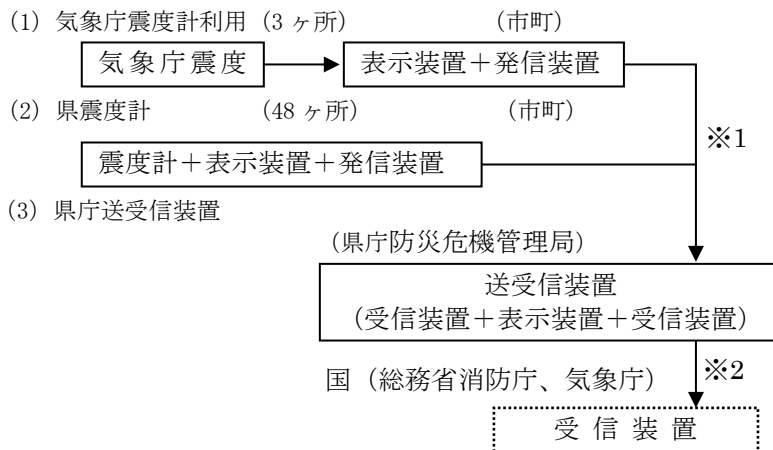 (1) 気象庁震度計利用 (3 ヶ所) (市町)
気象庁震度 表示装置＋発信装置
(2) 県震度計 (48 ヶ所) (市町)
※1
震度計＋表示装置＋発信装置
(3) 県庁送受信装置
(県庁防災危機管理局)
送受信装置
(受信装置＋表示装置＋受信装置)
国（総務省消防庁、気象庁） ※2
受 信 装 置